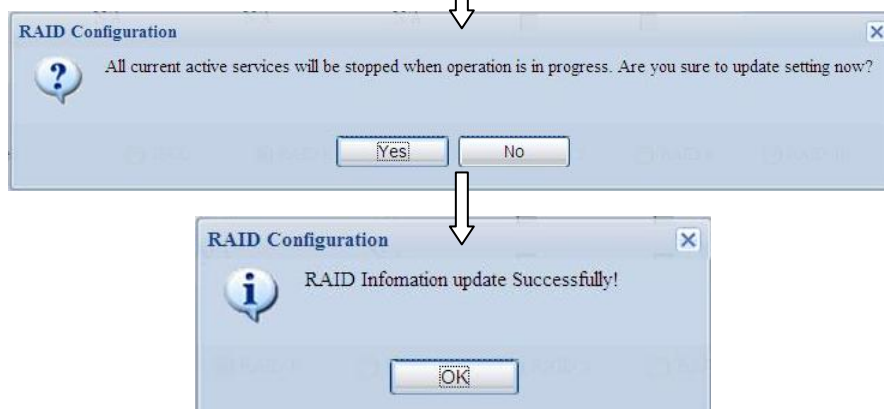 RAID Configuration
All current active services will be stopped when operation is in progress. Are you sure to update setting now?
Yes
No
RAID Configuration
RAID Infomation update Successfully!
OK